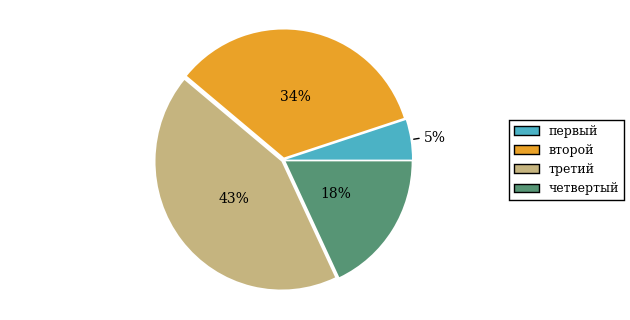 34%
5%
43%
18%
первый
второй
третий
четвертый